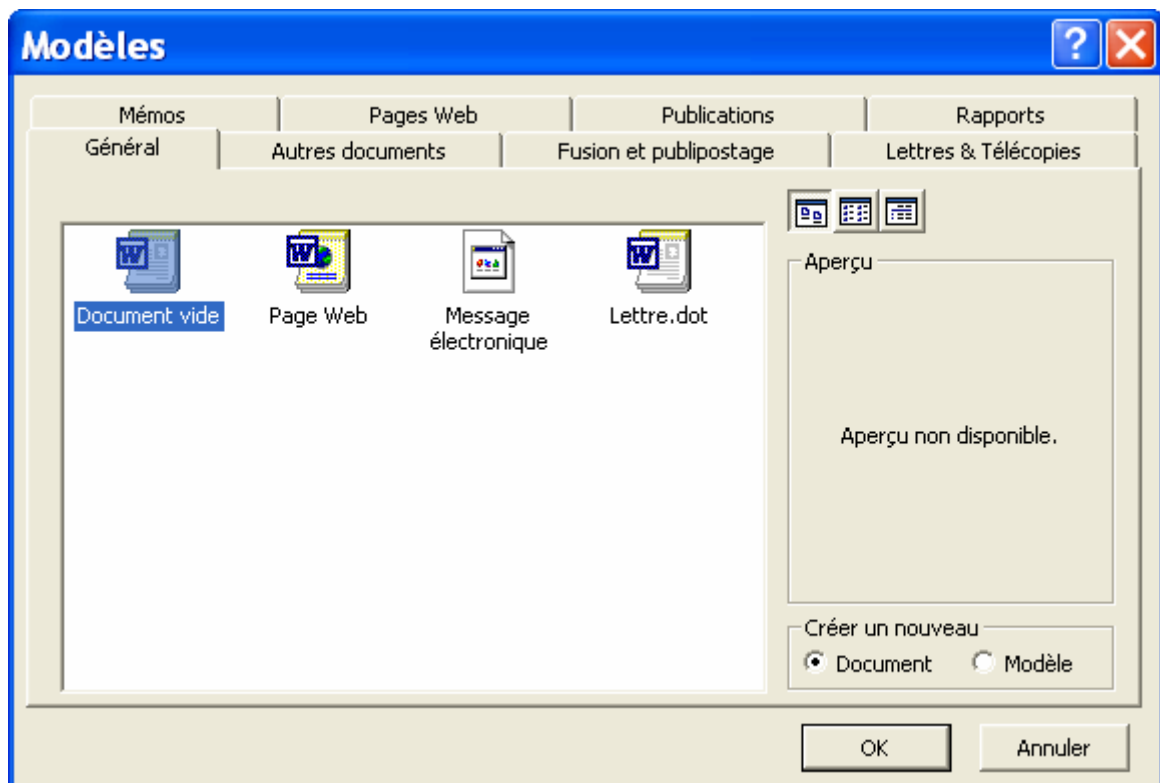 Modèles
Mémos Pages Web Publications Rapports
Général Autres documents Fusion et publipostage Lettres & Télécopies
Document vide Page Web Message électronique Lettre.dot
Aperçu
Aperçu non disponible.
Créer un nouveau
Document Modèle
OK Annuler